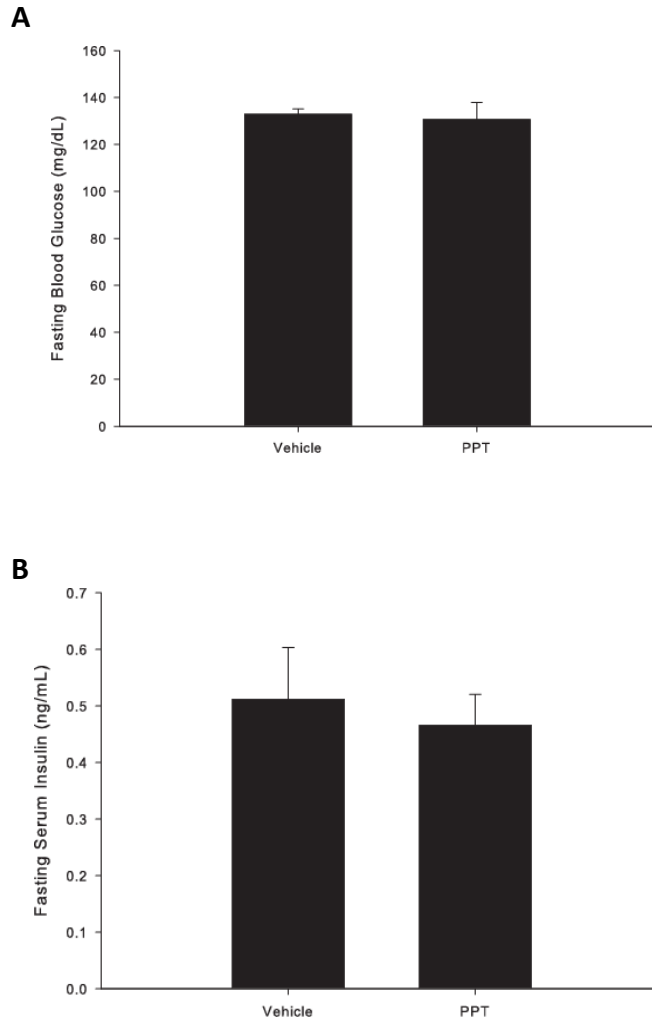 A
Fasting Blood Glucose (mg/dL)
160
140
120
100
80
60
40
20
0
Vehicle
PPT
B
Fasting Serum Insulin (ng/mL)
0.7
0.6
0.5
0.4
0.3
0.2
0.1
0.0
Vehicle
PPT